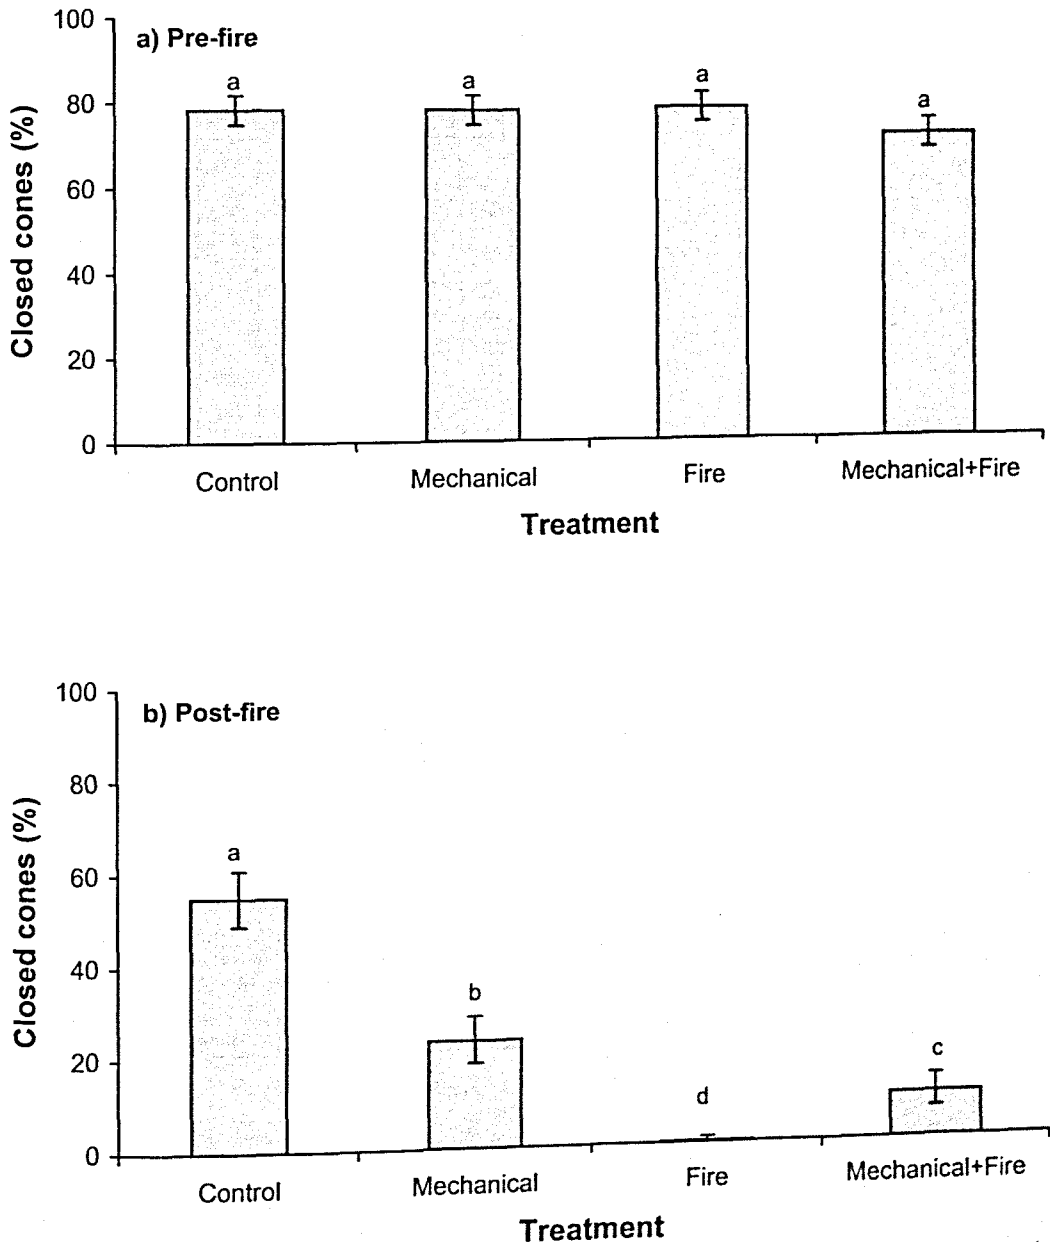 a) Pre-fire
100
80
60
40
20
0
Closed cones (%)
a
a
a
a
Control
Mechanical
Fire
Mechanical+Fire
Treatment
b) Post-fire
100
80
60
40
20
0
Closed cones (%)
a
b
d
c
Control
Mechanical
Fire
Mechanical+Fire
Treatment